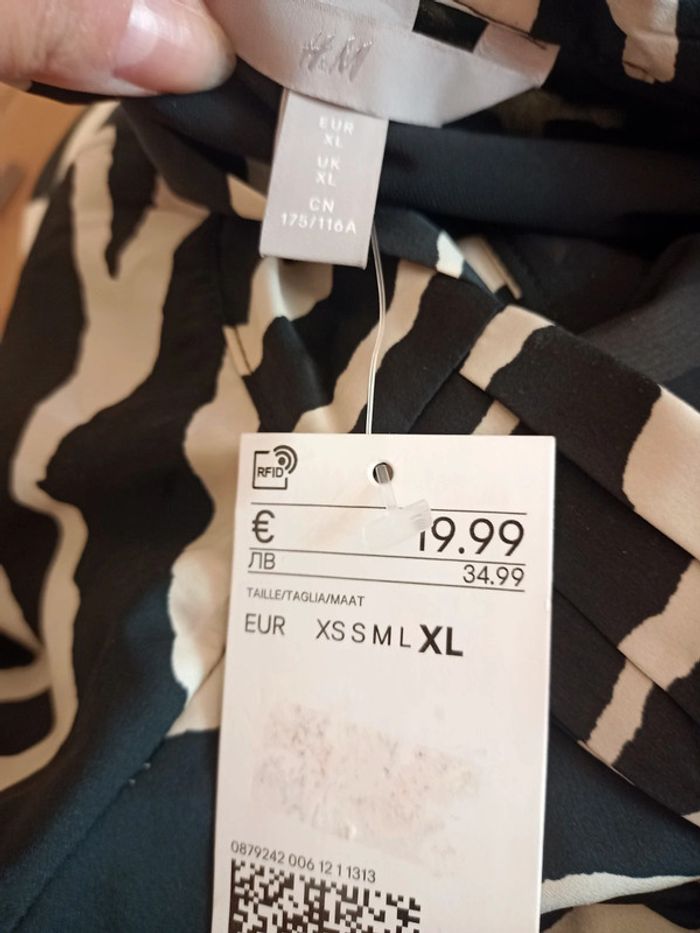 H&M
EUR
XL
UK
XL
CN
175/116A
RFID
€ 19.99
ЛВ 34.99
TAILLE/TAGLIA/MAAT
EUR XS S M L XL
0879242 006 12 1 1313